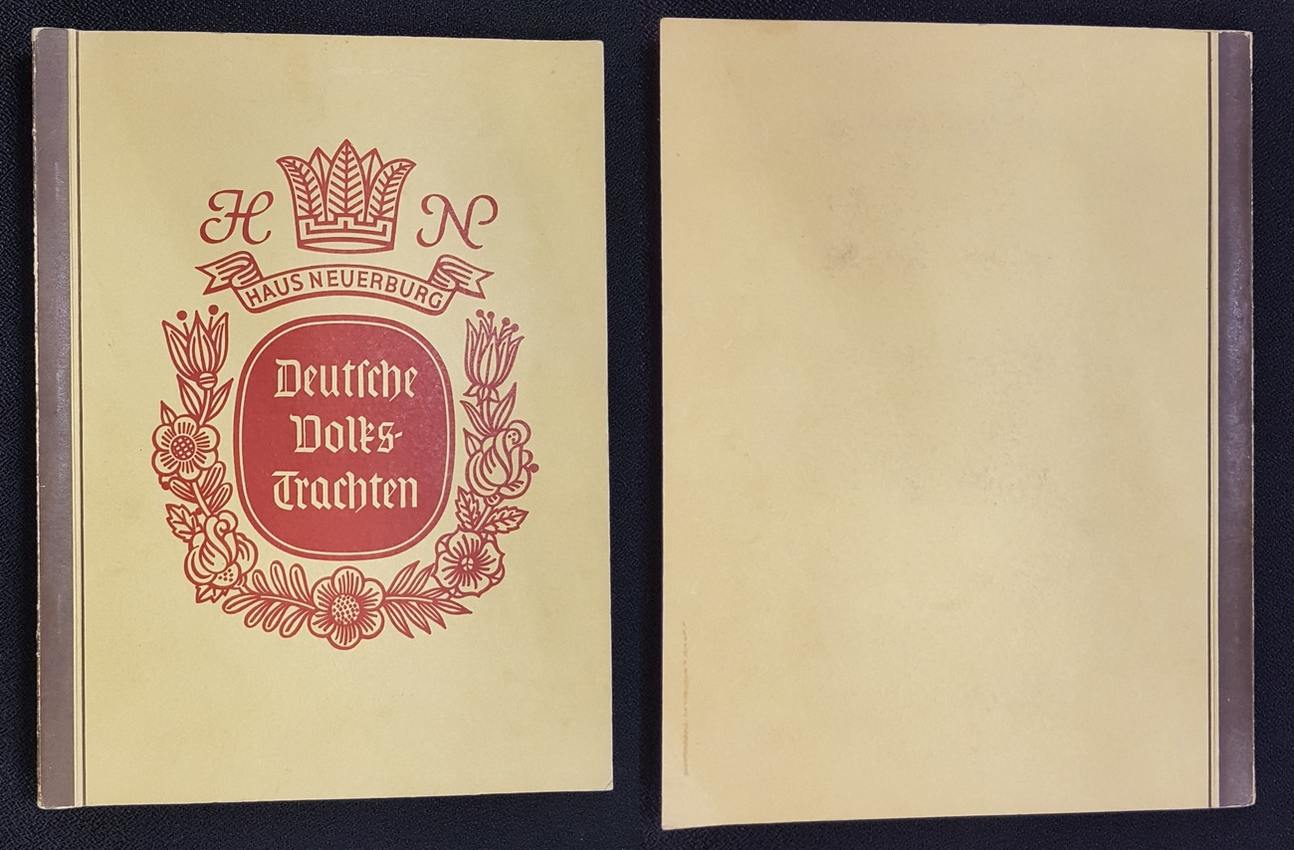 H N
HAUS NEUERBURG
Deutſche
Volks-
Trachten